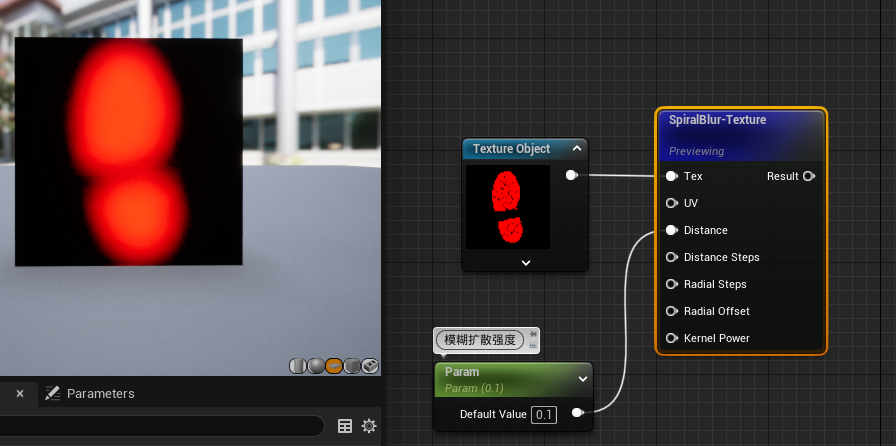 Texture Object
SpiralBlur-Texture
Previewing
Tex
Result
UV
Distance
Distance Steps
Radial Steps
Radial Offset
Kernel Power
模糊扩散强度
Param
Param (0.1)
Default Value 0.1
× Parameters